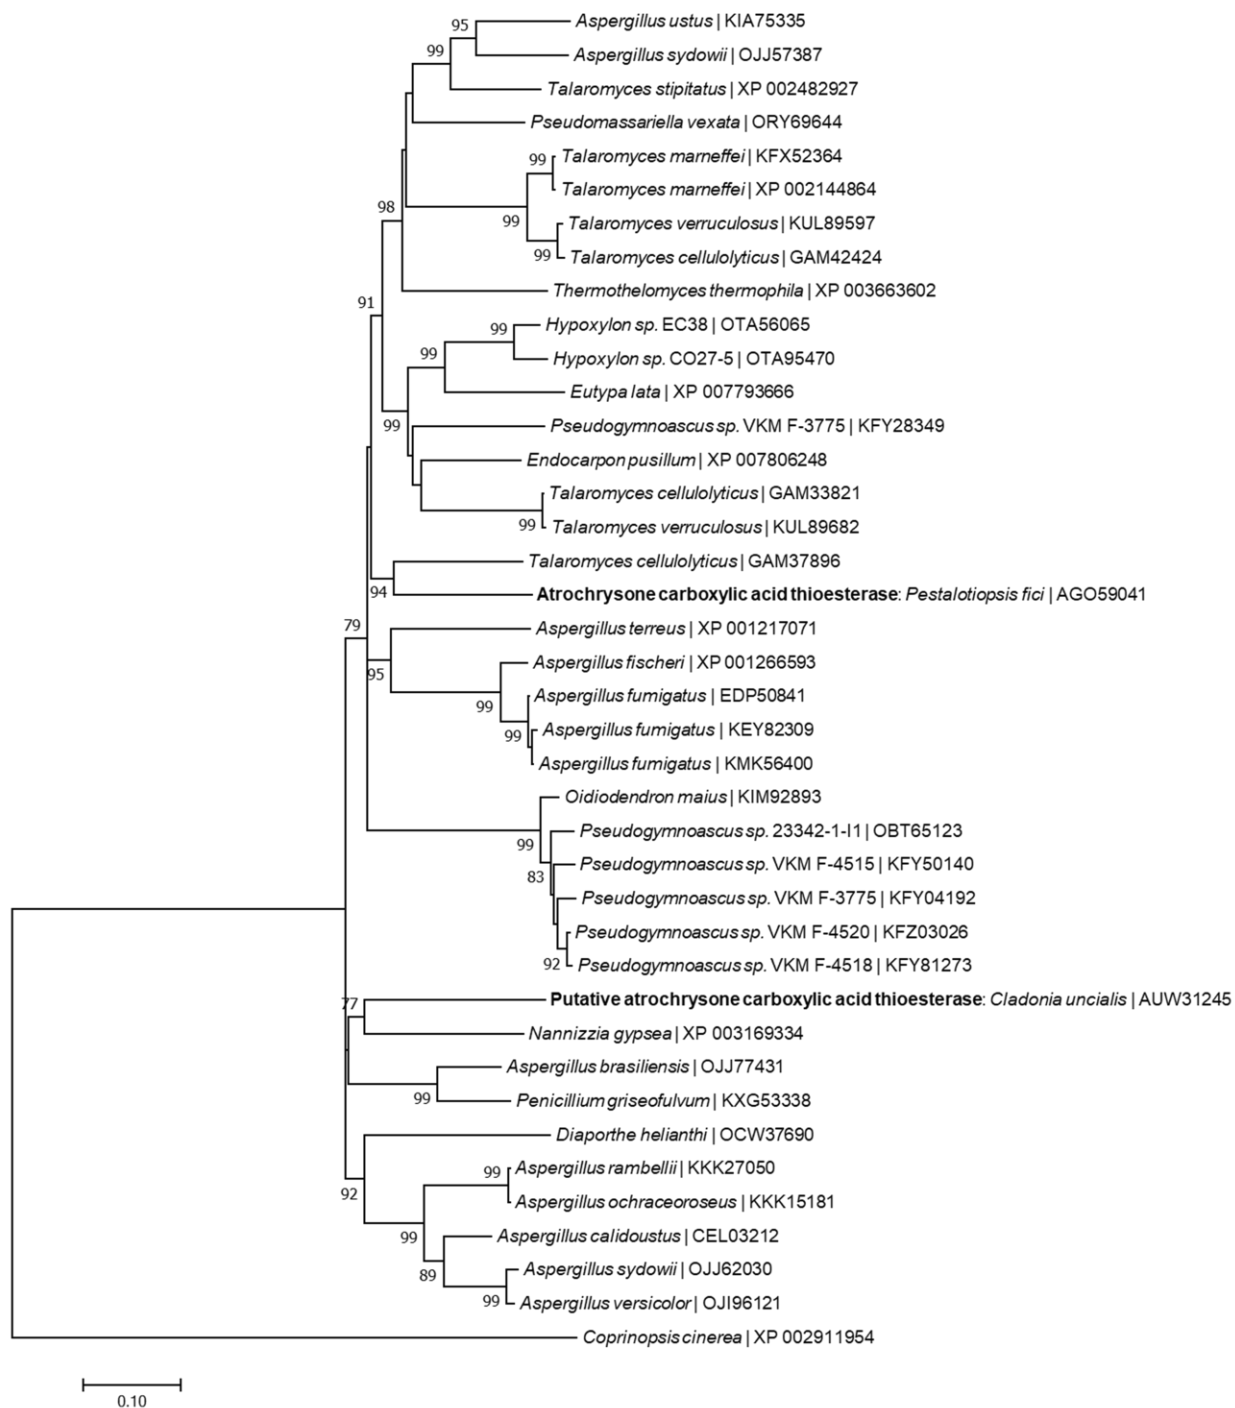 95
Aspergillus ustus | KIA75335
99
Aspergillus sydowii | OJJ57387
Talaromyces stipitatus | XP 002482927
Pseudomassariella vexata | ORY69644
99
Talaromyces marneffei | KFX52364
Talaromyces marneffei | XP 002144864
98
99
Talaromyces verruculosus | KUL89597
99
Talaromyces cellulolyticus | GAM42424
Thermothelomyces thermophila | XP 003663602
91
99
Hypoxylon sp. EC38 | OTA56065
99
Hypoxylon sp. CO27-5 | OTA95470
Eutypa lata | XP 007793666
99
Pseudogymnoascus sp. VKM F-3775 | KFY28349
Endocarpon pusillum | XP 007806248
Talaromyces cellulolyticus | GAM33821
99
Talaromyces verruculosus | KUL89682
Talaromyces cellulolyticus | GAM37896
94
Atrochrysone carboxylic acid thioesterase: Pestalotiopsis fici | AGO59041
79
Aspergillus terreus | XP 001217071
95
Aspergillus fischeri | XP 001266593
99
Aspergillus fumigatus | EDP50841
99
Aspergillus fumigatus | KEY82309
Aspergillus fumigatus | KMK56400
Oidiodendron maius | KIM92893
99
Pseudogymnoascus sp. 23342-1-I1 | OBT65123
83
Pseudogymnoascus sp. VKM F-4515 | KFY50140
Pseudogymnoascus sp. VKM F-3775 | KFY04192
Pseudogymnoascus sp. VKM F-4520 | KFZ03026
92
Pseudogymnoascus sp. VKM F-4518 | KFY81273
77
Putative atrochrysone carboxylic acid thioesterase: Cladonia uncialis | AUW31245
Nannizzia gypsea | XP 003169334
Aspergillus brasiliensis | OJJ77431
99
Penicillium griseofulvum | KXG53338
Diaporthe helianthi | OCW37690
99
Aspergillus rambellii | KKK27050
92
Aspergillus ochraceoroseus | KKK15181
99
Aspergillus calidoustus | CEL03212
89
Aspergillus sydowii | OJJ62030
99
Aspergillus versicolor | OJI96121
Coprinopsis cinerea | XP 002911954
0.10